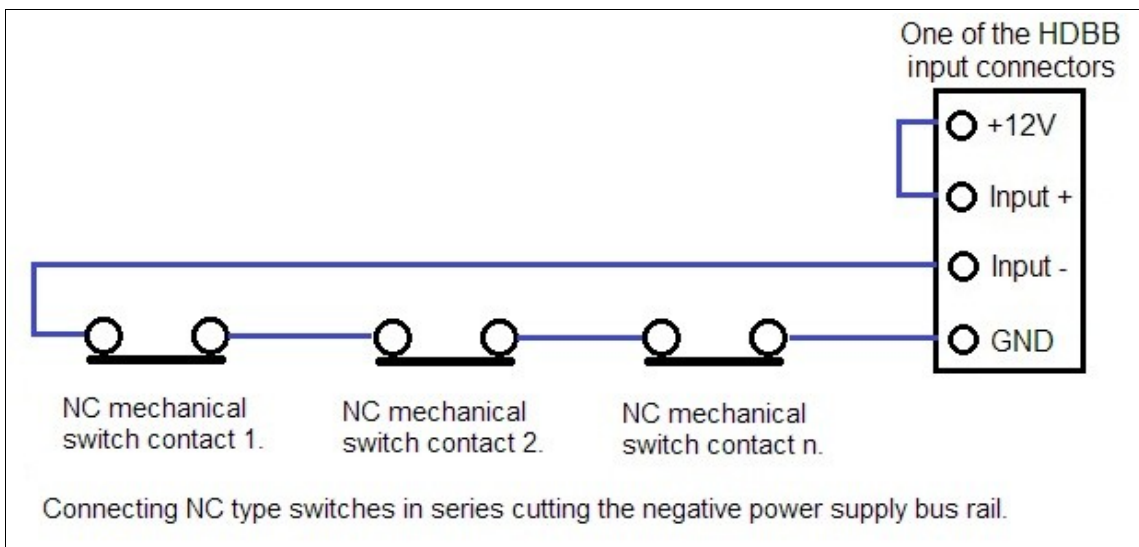 One of the HDBB
input connectors
+12V
Input +
Input -
GND
NC mechanical
switch contact 1.
NC mechanical
switch contact 2.
NC mechanical
switch contact n.
Connecting NC type switches in series cutting the negative power supply bus rail.